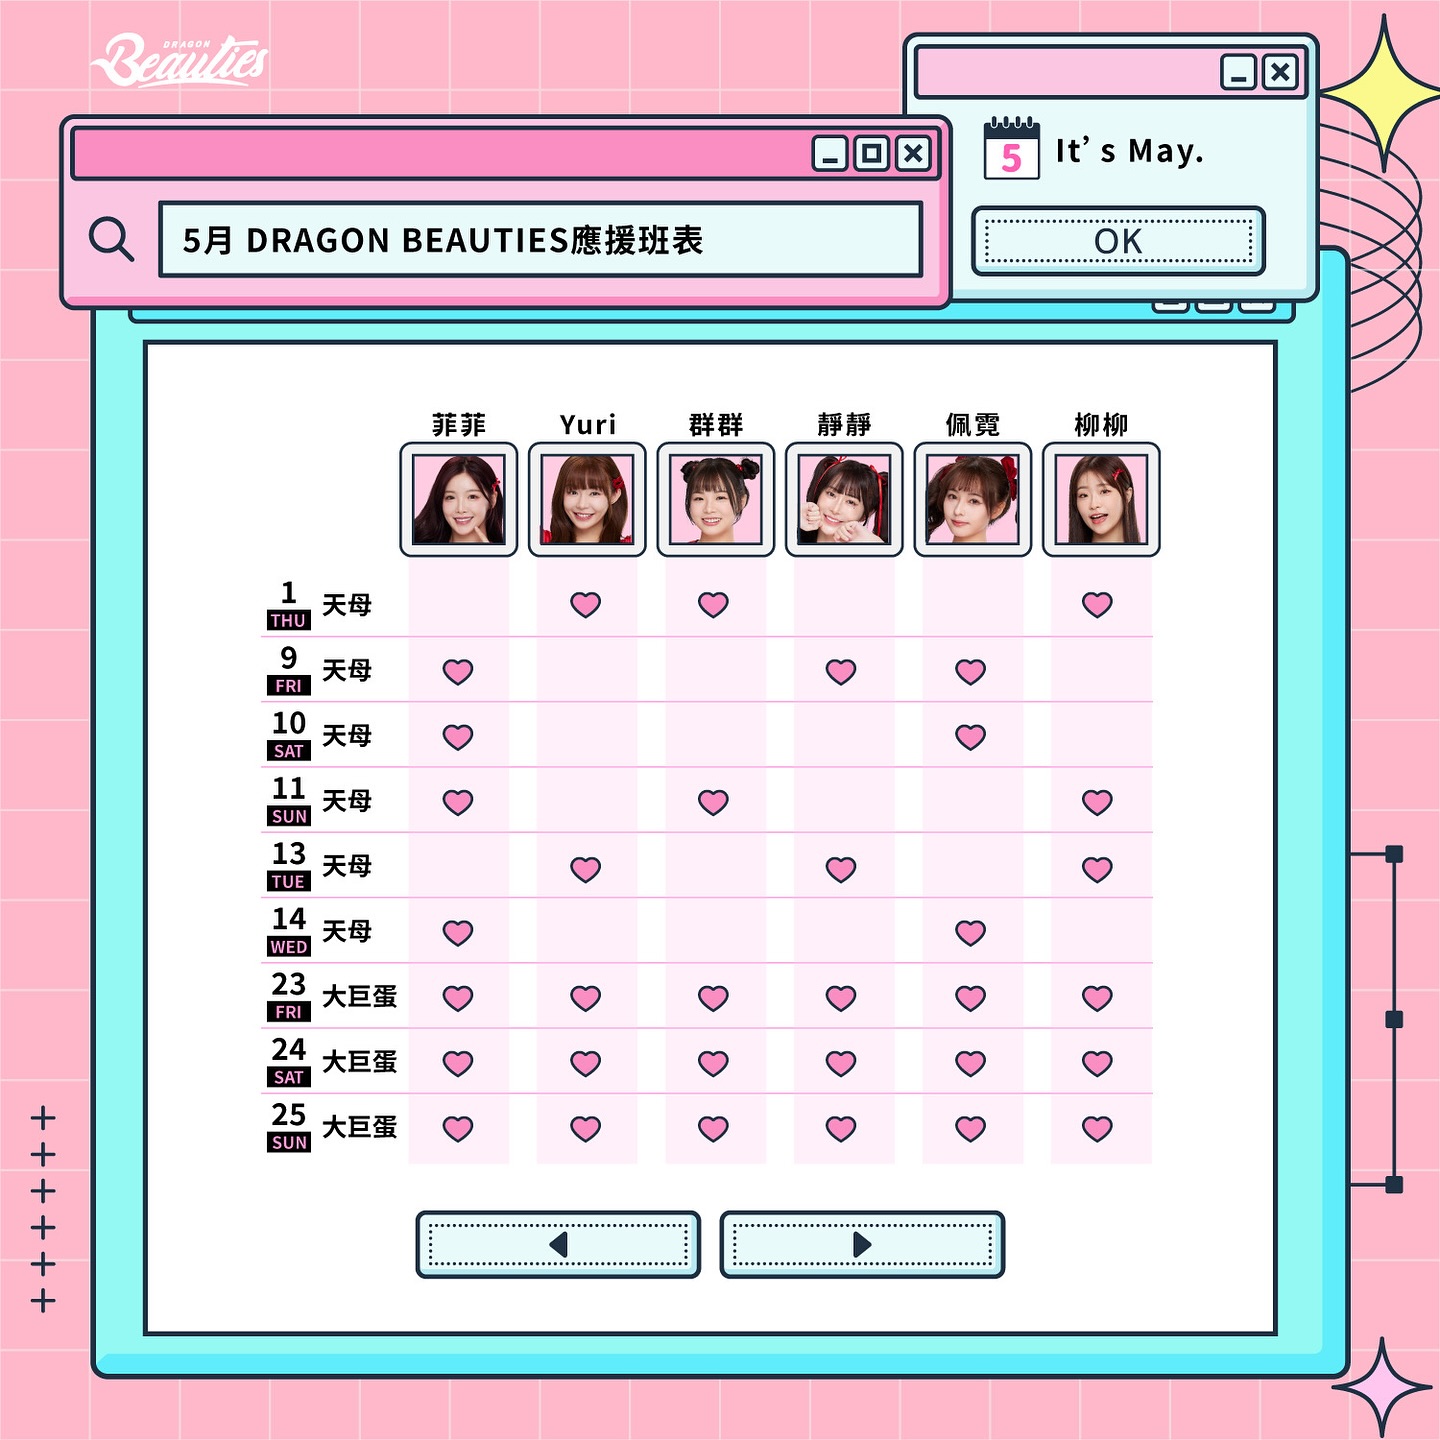 DRAGON
Beauties
5
It's May.
OK
5月 DRAGON BEAUTIES應援班表
菲菲 Yuri 群群 靜靜 佩霓 柳柳
1 THU 天母
9 FRI 天母
10 SAT 天母
11 SUN 天母
13 TUE 天母
14 WED 天母
23 FRI 大巨蛋
24 SAT 大巨蛋
25 SUN 大巨蛋